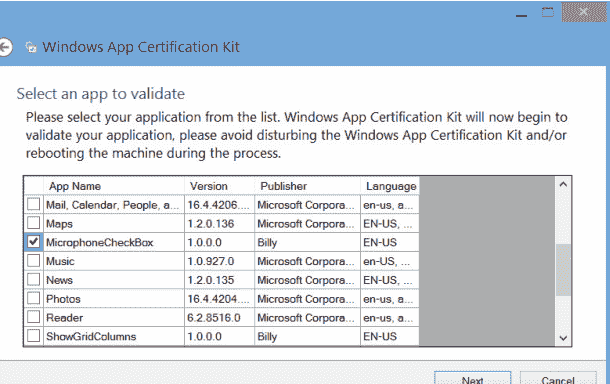 Windows App Certification Kit
Select an app to validate
Please select your application from the list. Windows App Certification Kit will now begin to
validate your application, please avoid disturbing the Windows App Certification Kit and/or
rebooting the machine during the process.
App Name Version Publisher Language
Mail, Calendar, People, a... 16.4.4206.... Microsoft Corpora... en-us, a...
Maps 1.2.0.136 Microsoft Corpora... EN-US, ...
MicrophoneCheckBox 1.0.0.0 Billy EN-US
Music 1.0.927.0 Microsoft Corpora... en-us, ...
News 1.2.0.135 Microsoft Corpora... EN-US, ...
Photos 16.4.4204.... Microsoft Corpora... en-us, a...
Reader 6.2.8516.0 Microsoft Corpora... en-us, a...
ShowGridColumns 1.0.0.0 Billy EN-US
Next Cancel